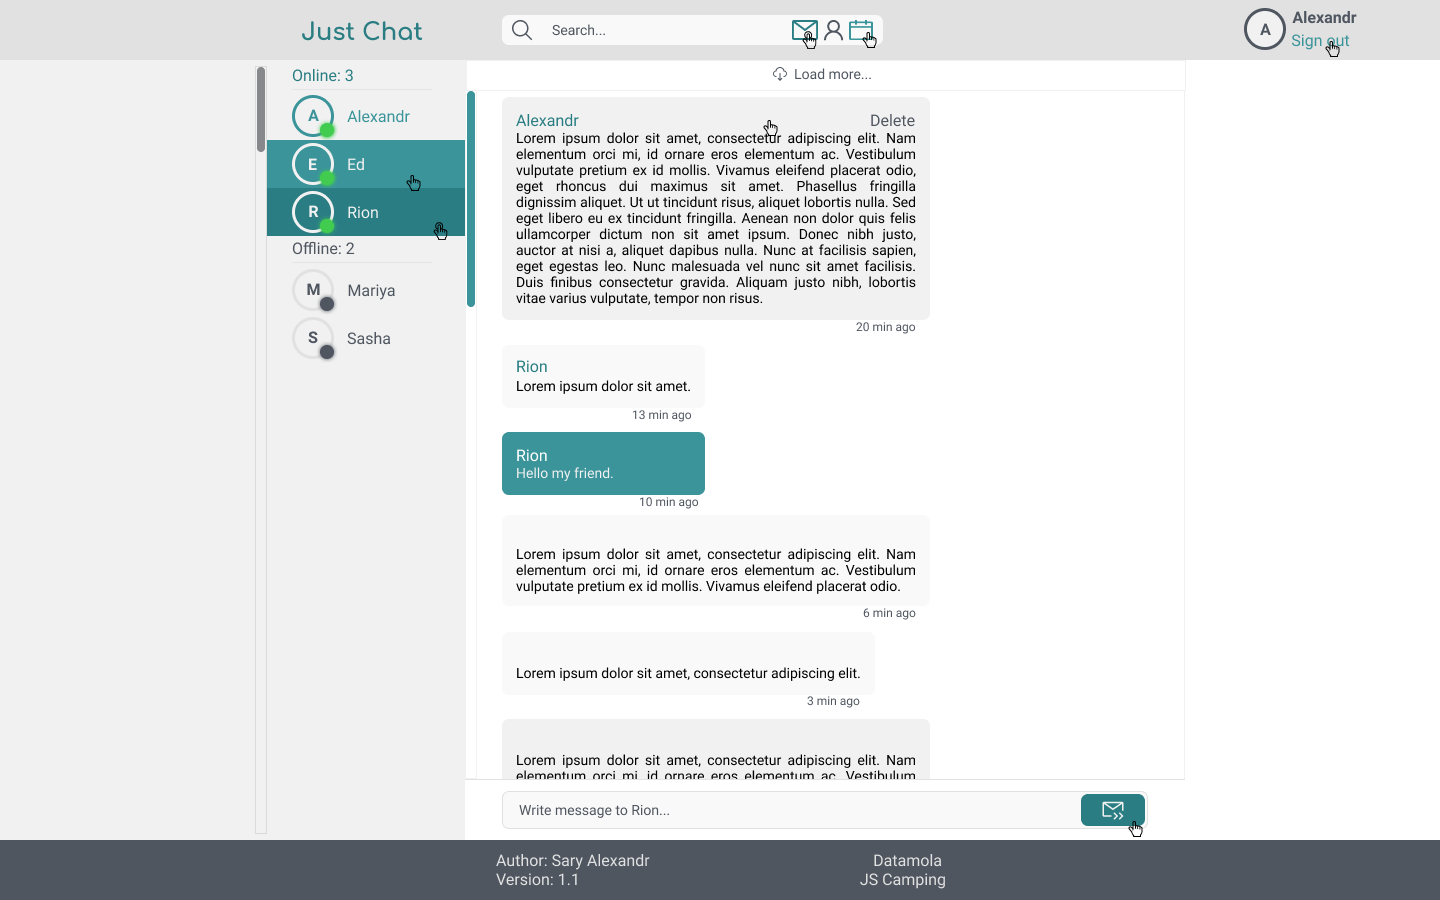 Just Chat
Search...
A
Alexandr
Sign out
Online: 3
A
Alexandr
E
Ed
R
Rion
Offline: 2
M
Mariya
S
Sasha
Load more...
Alexandr
Delete
Lorem ipsum dolor sit amet, consectetur adipiscing elit. Nam
elementum orci mi, id ornare eros elementum ac. Vestibulum
vulputate pretium ex id mollis. Vivamus eleifend placerat odio,
eget rhoncus dui maximus sit amet. Phasellus fringilla
dignissim aliquet. Ut ut tincidunt risus, aliquet lobortis nulla. Sed
eget libero eu ex tincidunt fringilla. Aenean non dolor quis felis
ullamcorper dictum non sit amet ipsum. Donec nibh justo,
auctor at nisi a, aliquet dapibus nulla. Nunc at facilisis sapien,
eget egestas leo. Nunc malesuada vel nunc sit amet facilisis.
Duis finibus consectetur gravida. Aliquam justo nibh, lobortis
vitae varius vulputate, tempor non risus.
20 min ago
Rion
Lorem ipsum dolor sit amet.
13 min ago
Rion
Hello my friend.
10 min ago
Lorem ipsum dolor sit amet, consectetur adipiscing elit. Nam
elementum orci mi, id ornare eros elementum ac. Vestibulum
vulputate pretium ex id mollis. Vivamus eleifend placerat odio.
6 min ago
Lorem ipsum dolor sit amet, consectetur adipiscing elit.
3 min ago
Lorem ipsum dolor sit amet, consectetur adipiscing elit. Nam
elementum orci mi, id ornare eros elementum ac. Vestibulum
Write message to Rion...
Author: Sary Alexandr
Version: 1.1
Datamola
JS Camping